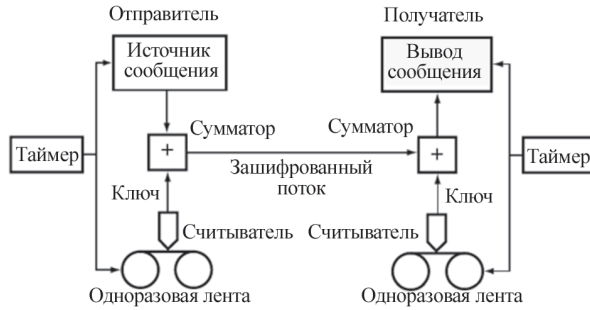 Отправитель
Получатель
Источник
сообщения
Вывод
сообщения
Сумматор
Сумматор
Таймер
+
+
Таймер
Зашифрованный
поток
Ключ
Ключ
Считыватель
Считыватель
Одноразовая лента
Одноразовая лента